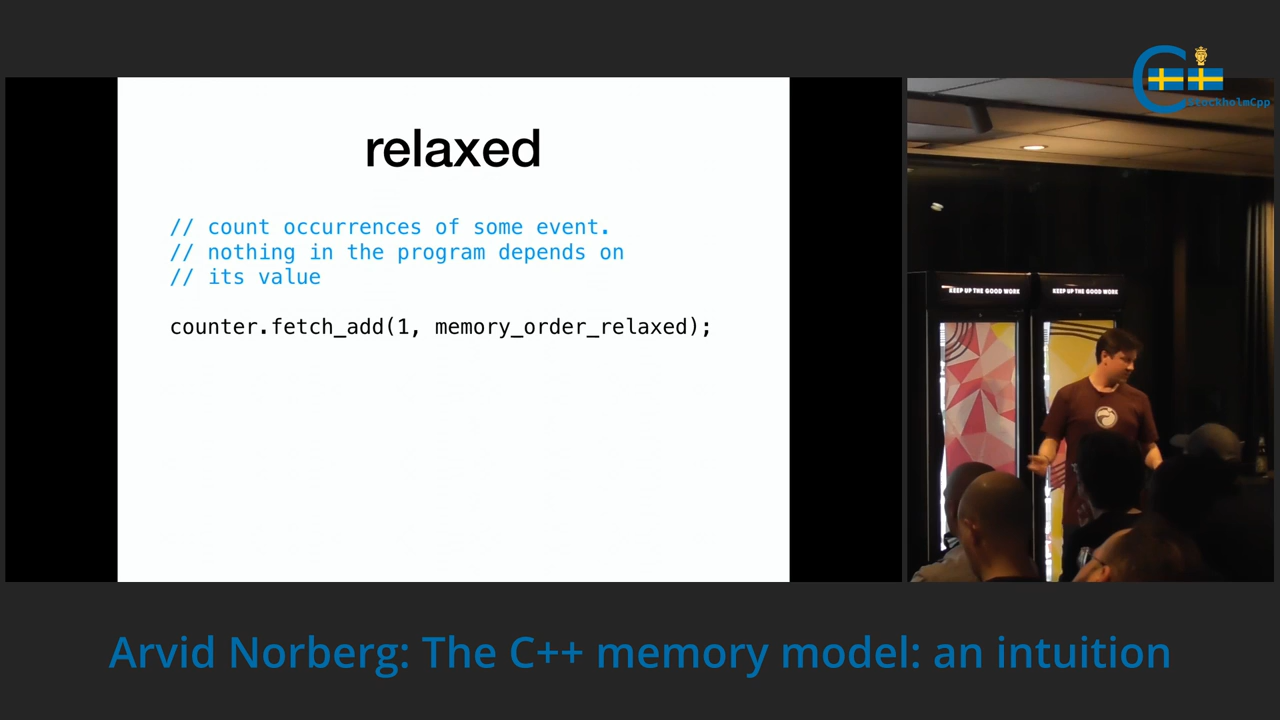 StockholmCpp
relaxed
// count occurrences of some event.
// nothing in the program depends on
// its value
counter.fetch_add(1, memory_order_relaxed);
KEEP UP THE GOOD WORK
KEEP UP THE GOOD WORK
Arvid Norberg: The C++ memory model: an intuition